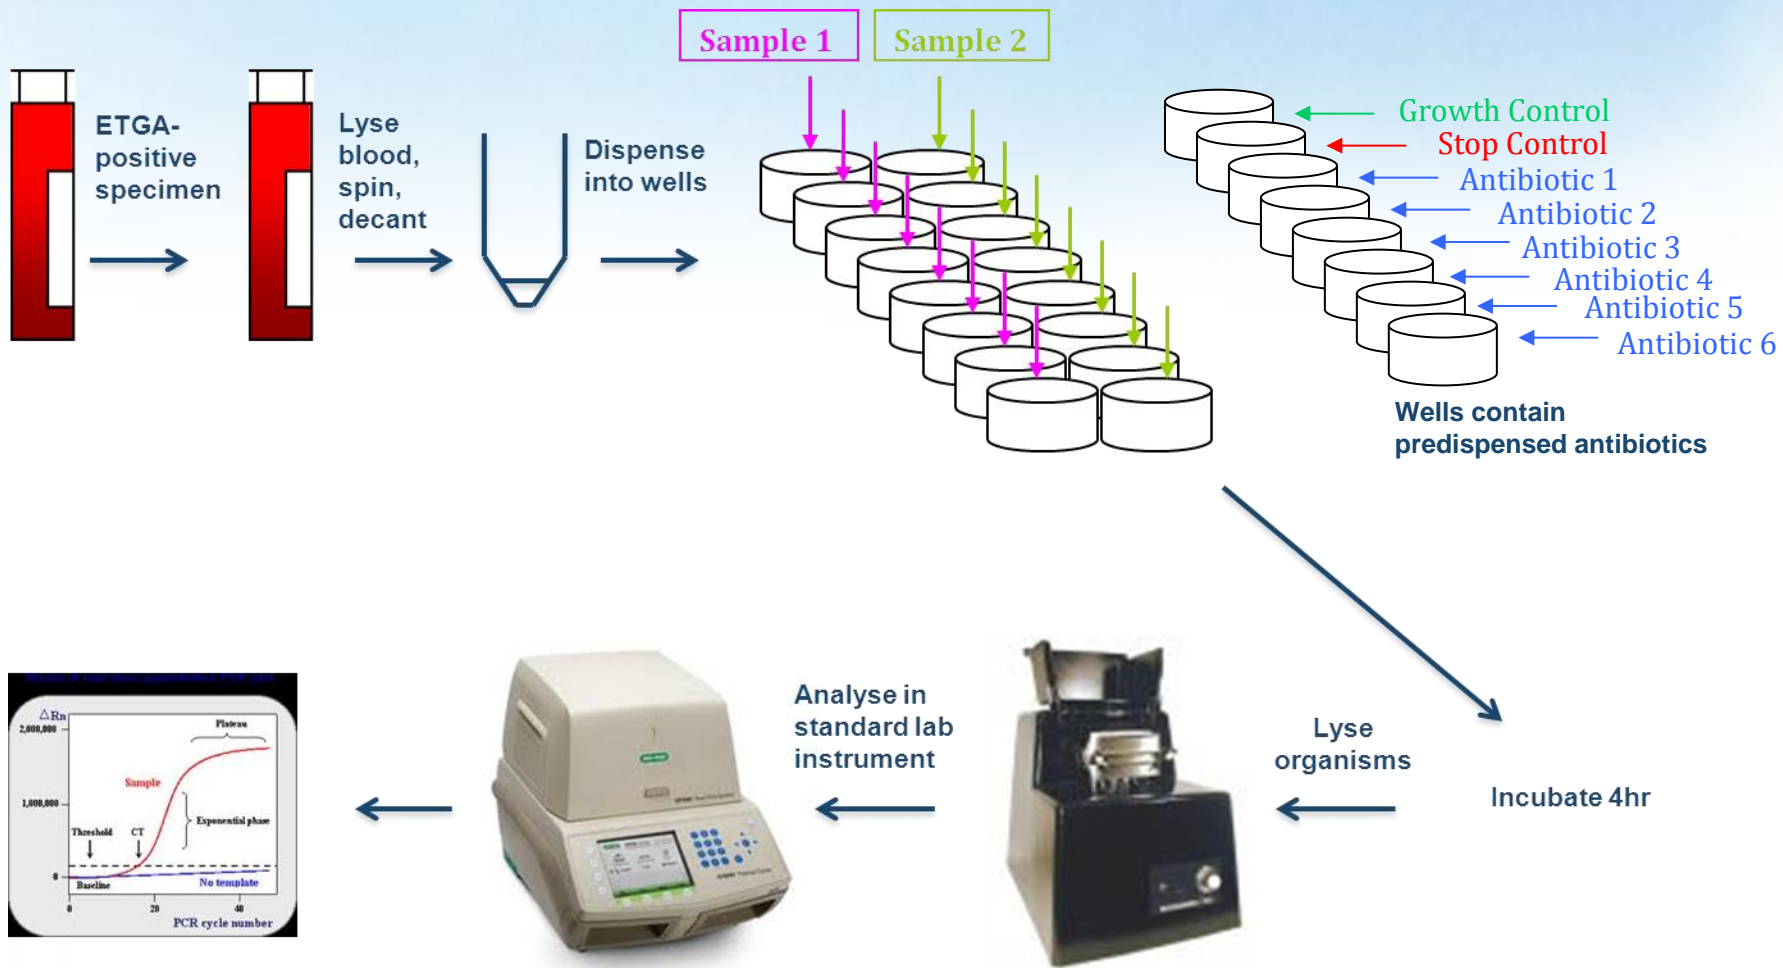 Sample 1
Sample 2
ETGA-
positive
specimen
Lyse
blood,
spin,
decant
Dispense
into wells
Growth Control
Stop Control
Antibiotic 1
Antibiotic 2
Antibiotic 3
Antibiotic 4
Antibiotic 5
Antibiotic 6
Wells contain
predispensed antibiotics
Incubate 4hr
Lyse
organisms
Analyse in
standard lab
instrument
△Rn
2,000,000
Plateau
Sample
1,000,000
Exponential phase
Threshold
CT
0
Baseline
No template
0
20
40
PCR cycle number